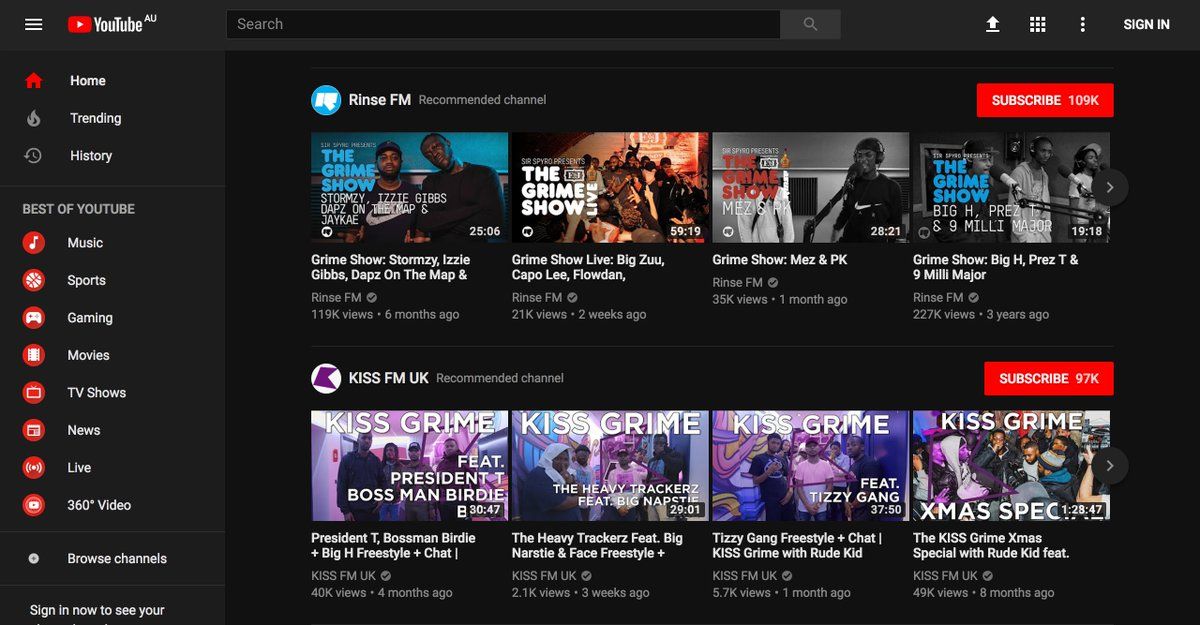 YouTube AU
Search
SIGN IN
Home
Trending
History
BEST OF YOUTUBE
Music
Sports
Gaming
Movies
TV Shows
News
Live
360° Video
Browse channels
Sign in now to see your
Rinse FM Recommended channel
SUBSCRIBE 109K
SIR SPYRO PRESENTS
THE
GRIME
SHOW
STORMZY, IZZIE GIBBS
DAPZ ON THE MAP &
JAYKAE
25:06
SIR SPYRO PRESENTS
THE
GRIME
SHOW LIVE
59:19
SIR SPYRO PRESENTS
THE
GRIME
SHOW
MEZ & PK
28:21
SIR SPYRO PRESENTS
THE
GRIME
SHOW
BIG H, PREZ T
& 9 MILLI MAJOR
19:18
Grime Show: Stormzy, Izzie
Gibbs, Dapz On The Map &
Rinse FM
119K views • 6 months ago
Grime Show Live: Big Zuu,
Capo Lee, Flowdan,
Rinse FM
21K views • 2 weeks ago
Grime Show: Mez & PK
Rinse FM
35K views • 1 month ago
Grime Show: Big H, Prez T &
9 Milli Major
Rinse FM
227K views • 3 years ago
KISS FM UK Recommended channel
SUBSCRIBE 97K
KISS GRIME
FEAT.
PRESIDENT T
BOSS MAN BIRDIE
30:47
KISS GRIME
THE HEAVY TRACKERZ
FEAT. BIG NARSTIE
29:01
KISS GRIME
FEAT.
TIZZY GANG
37:50
KISS GRIME
XMAS SPECIAL
1:28:47
President T, Bossman Birdie
+ Big H Freestyle + Chat |
KISS FM UK
40K views • 4 months ago
The Heavy Trackerz Feat. Big
Narstie & Face Freestyle +
KISS FM UK
2.1K views • 3 weeks ago
Tizzy Gang Freestyle + Chat |
KISS Grime with Rude Kid
KISS FM UK
5.7K views • 1 month ago
The KISS Grime Xmas
Special with Rude Kid feat.
KISS FM UK
49K views • 8 months ago